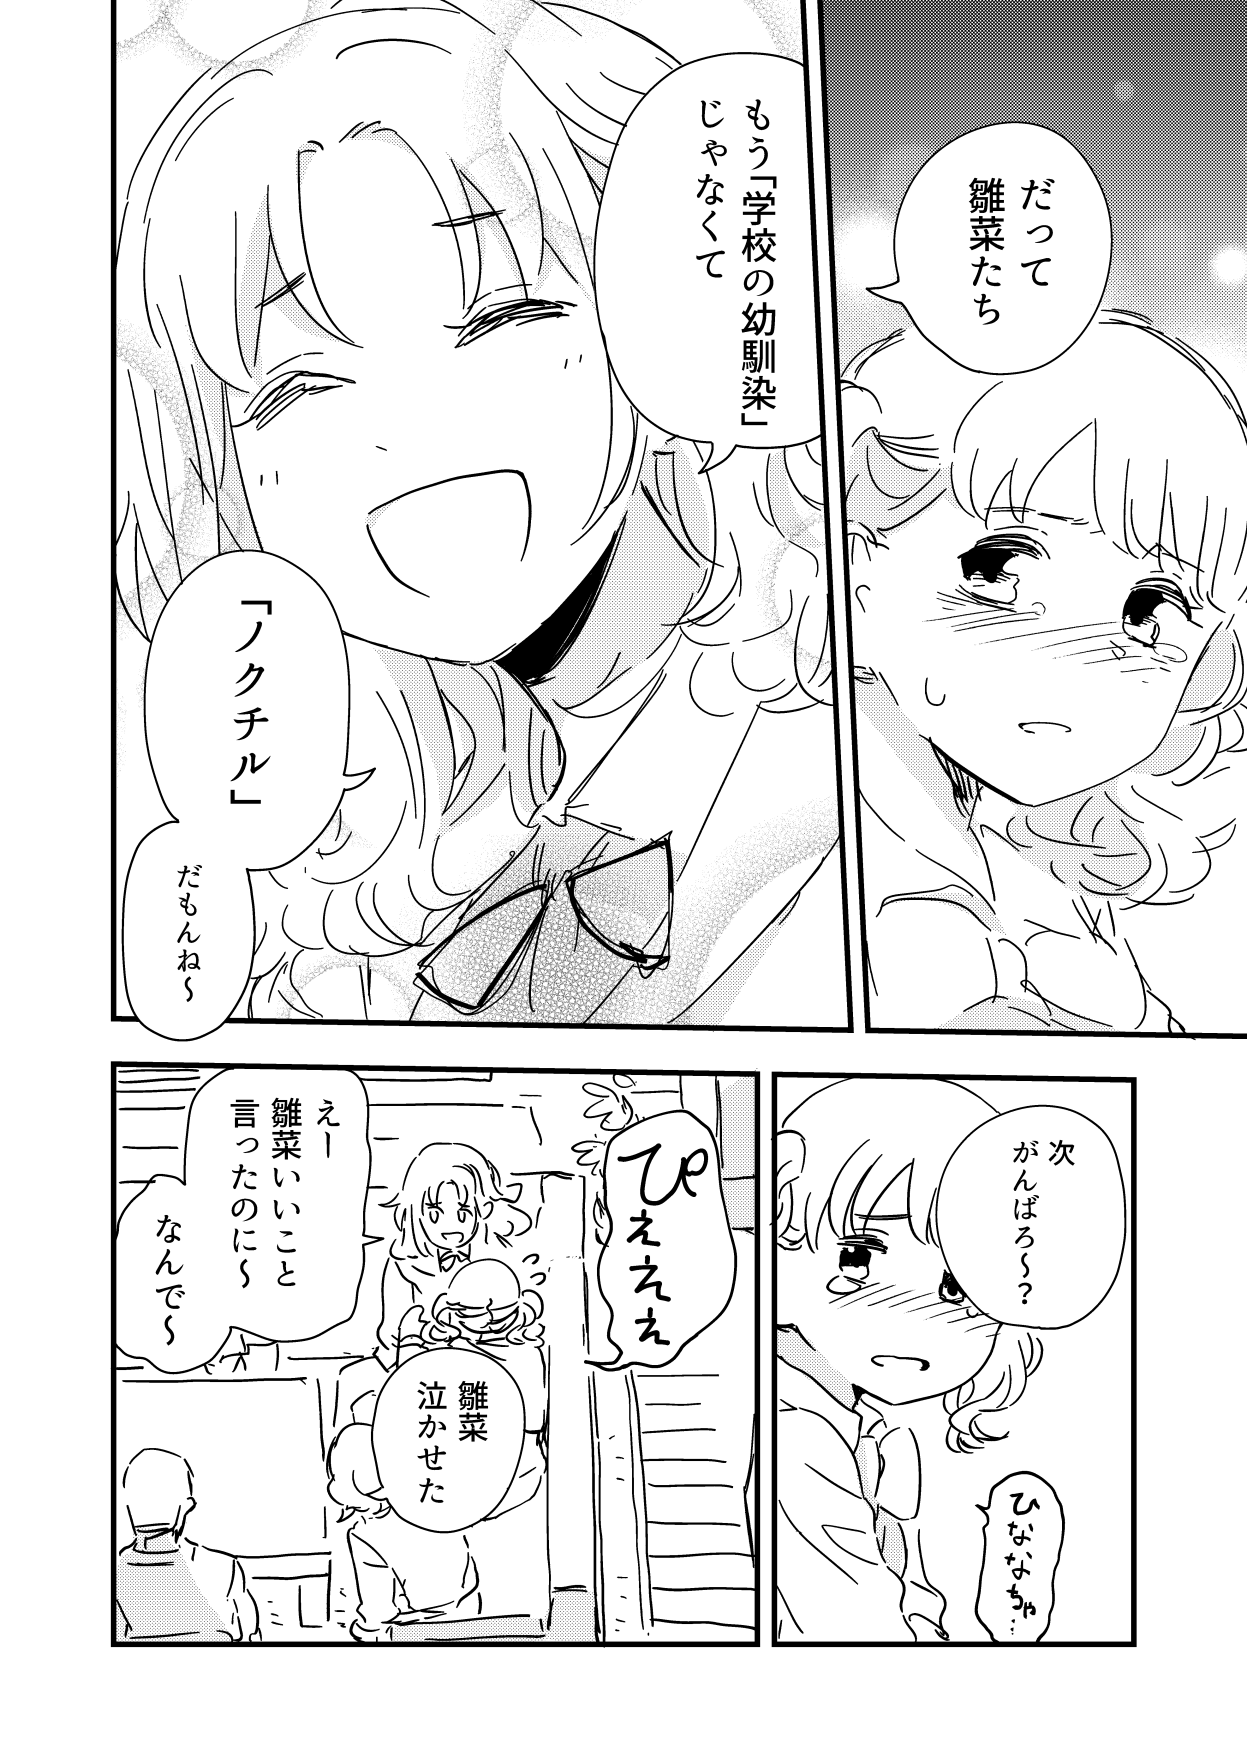 だって
雛菜たち
もう「学校の幼馴染」
じゃなくて
「ノクチル」
だもんね～
次
がんばろ～？
ひななちゃ…
ぴぇぇぇ
えー
雛菜いいこと
言ったのに～
なんで～
雛菜
泣かせた